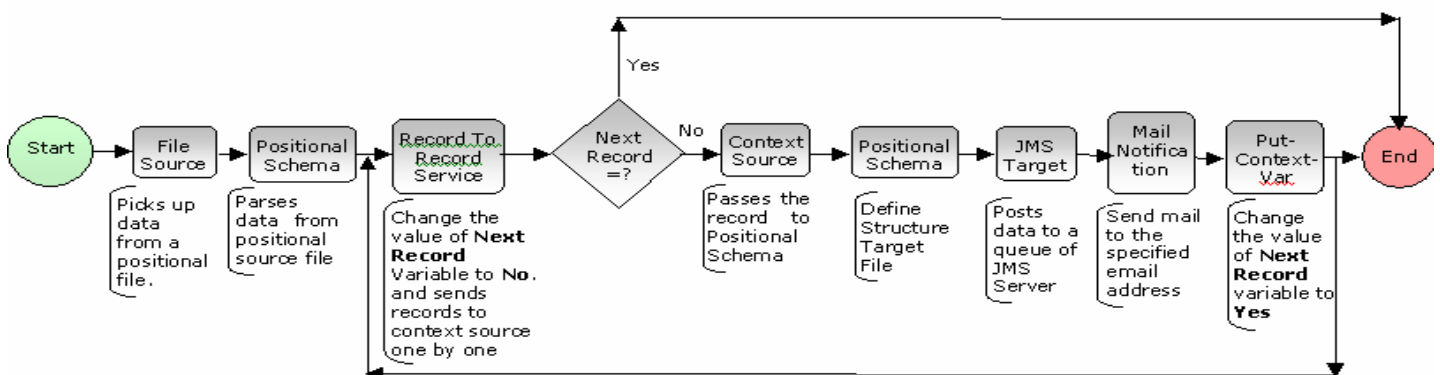 Yes
Start
File
Source
Positional
Schema
Record To
Record
Service
Next
Record
=?
No
Context
Source
Positional
Schema
JMS
Target
Mail
Notifica
tion
Put-
Context-
Var
End
Picks up
data
from a
positional
file.
Parses
data from
positional
source file
Change the
value of Next
Record
Variable to No.
and sends
records to
context source
one by one
Passes the
record to
Positional
Schema
Define
Structure
Target
File
Posts
data to a
queue of
JMS
Server
Send mail
to the
specified
email
address
Change
the value
of Next
Record
variable to
Yes